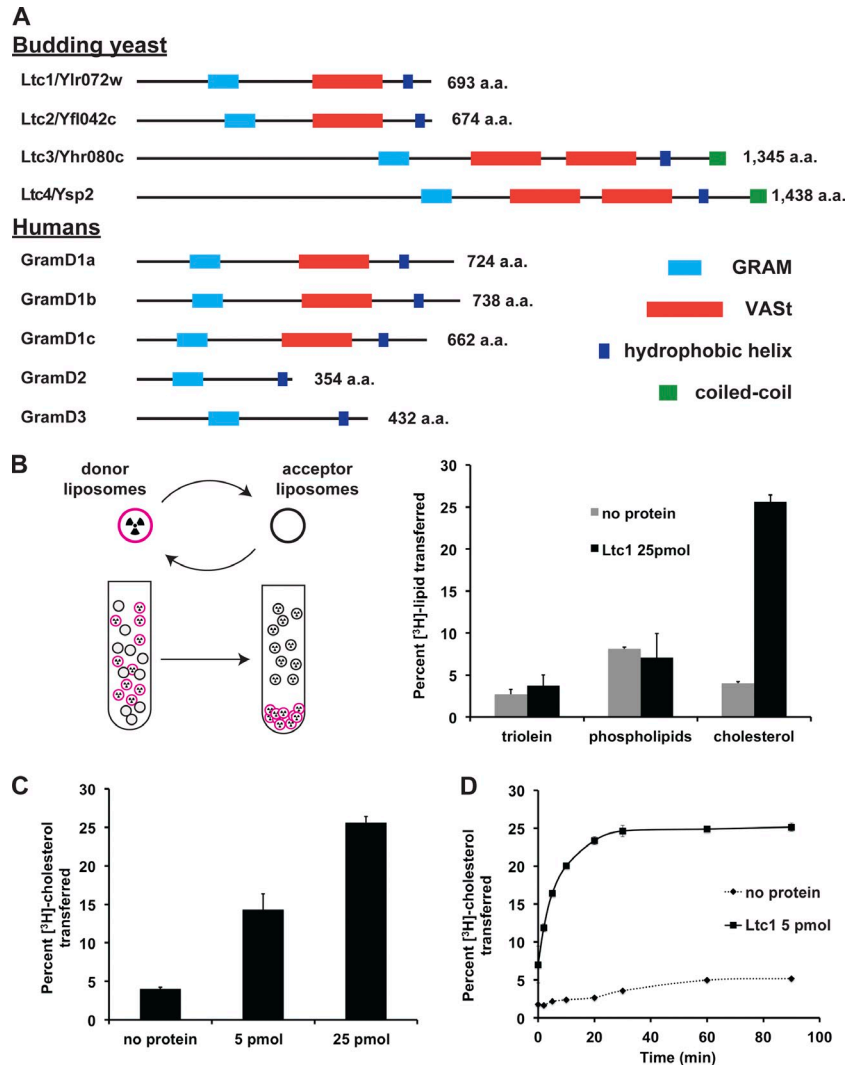 A
Budding yeast
Ltc1/Ylr072w 693 a.a.
Ltc2/Yfl042c 674 a.a.
Ltc3/Yhr080c 1,345 a.a.
Ltc4/Ysp2 1,438 a.a.
Humans
GramD1a 724 a.a.
GramD1b 738 a.a.
GramD1c 662 a.a.
GramD2 354 a.a.
GramD3 432 a.a.
GRAM
VASt
hydrophobic helix
coiled-coil
B
donor liposomes
acceptor liposomes
Percent [³H]-lipid transferred
30
25
20
15
10
5
0
no protein
Ltc1 25pmol
triolein phospholipids cholesterol
C
Percent [³H]-cholesterol
transferred
30
25
20
15
10
5
0
no protein 5 pmol 25 pmol
D
Percent [³H]-cholesterol
transferred
30
25
20
15
10
5
0
no protein
Ltc1 5 pmol
0 20 40 60 80 100
Time (min)